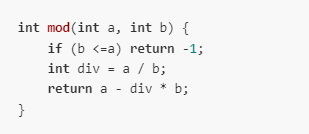 int mod(int a, int b) {
    if (b <=a) return -1;
    int div = a / b;
    return a - div * b;
}